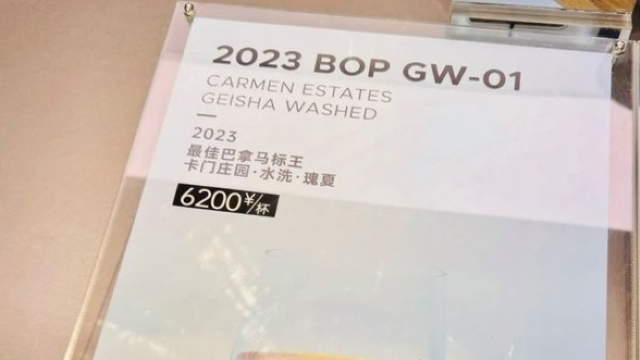 2023 BOP GW-01
CARMEN ESTATES
GEISHA WASHED
2023
最佳巴拿马标王
卡门庄园·水洗·瑰夏
6200¥/杯